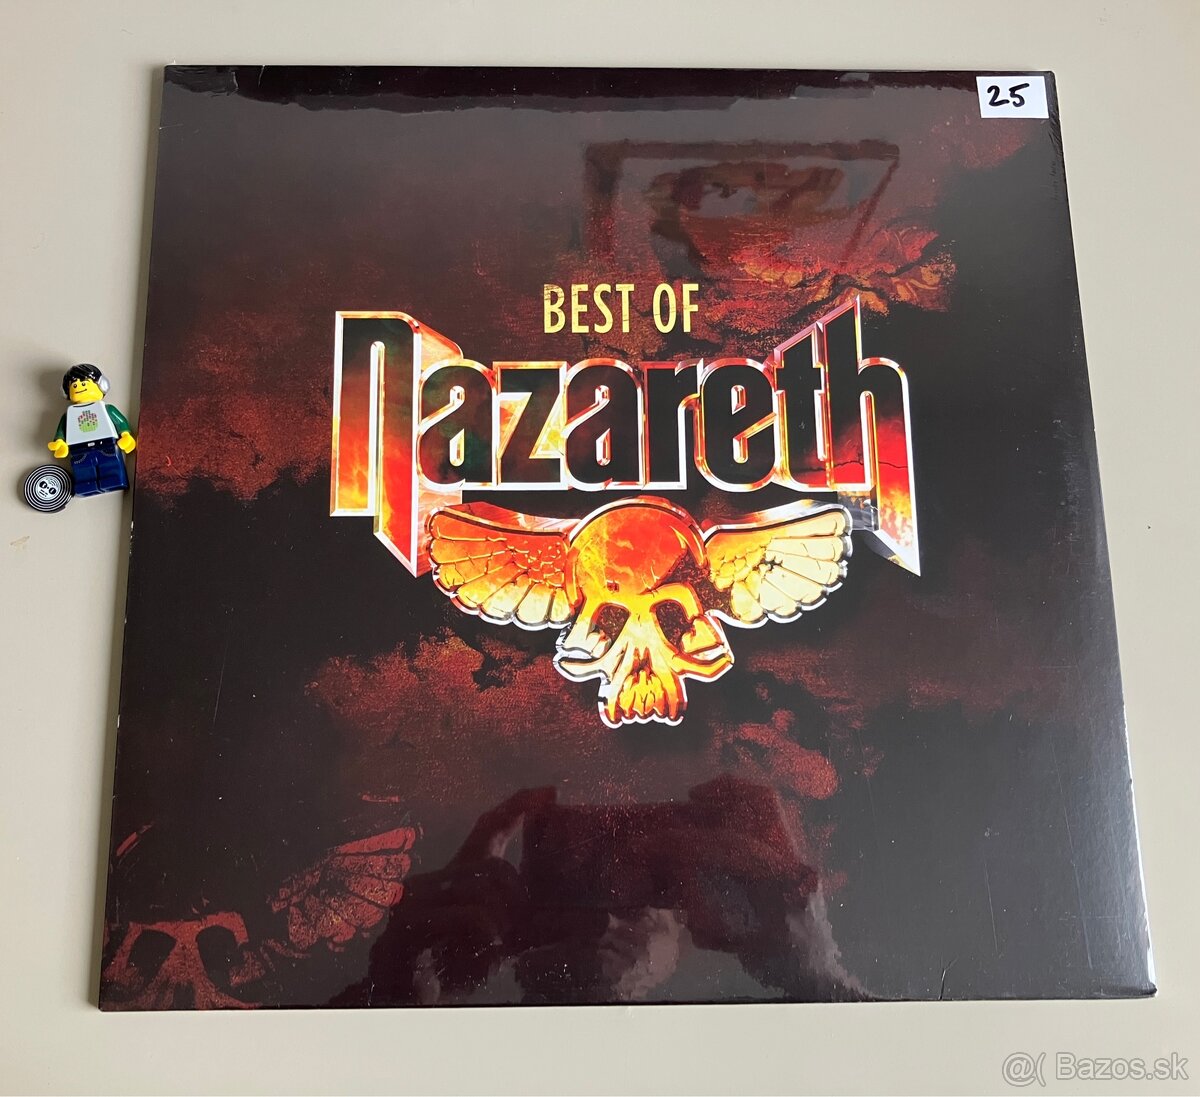 25
BEST OF
nazareth
@( Bazos.sk